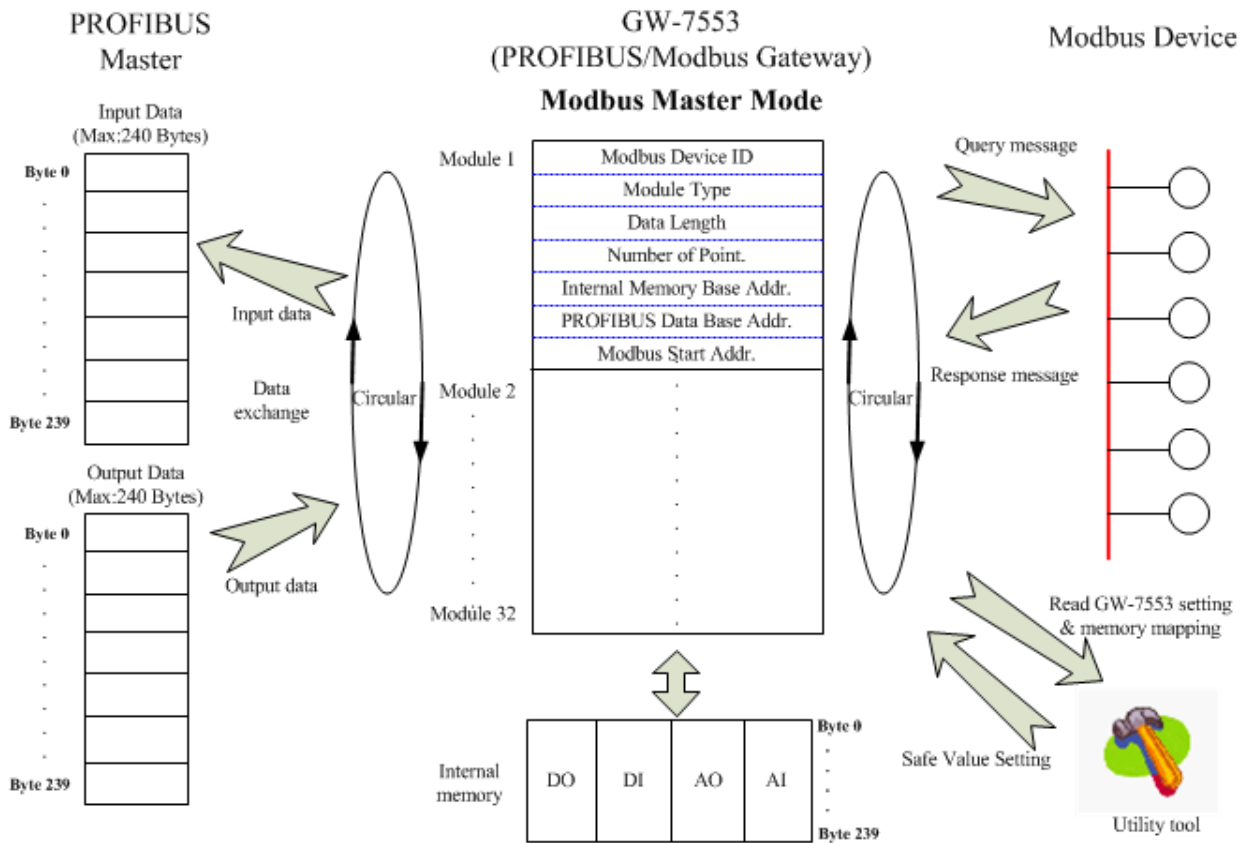 PROFIBUS
Master
GW-7553
(PROFIBUS/Modbus Gateway)
Modbus Master Mode
Modbus Device
Input Data
(Max:240 Bytes)
Byte 0
Byte 239
Output Data
(Max:240 Bytes)
Byte 0
Byte 239
Input data
Data
exchange
Output data
Circular
Module 1
Modbus Device ID
Module Type
Data Length
Number of Point.
Internal Memory Base Addr.
PROFIBUS Data Base Addr.
Modbus Start Addr.
Module 2
Module 32
Circular
Query message
Response message
Read GW-7553 setting
& memory mapping
Safe Value Setting
Utility tool
Internal
memory
DO
DI
AO
AI
Byte 0
Byte 239